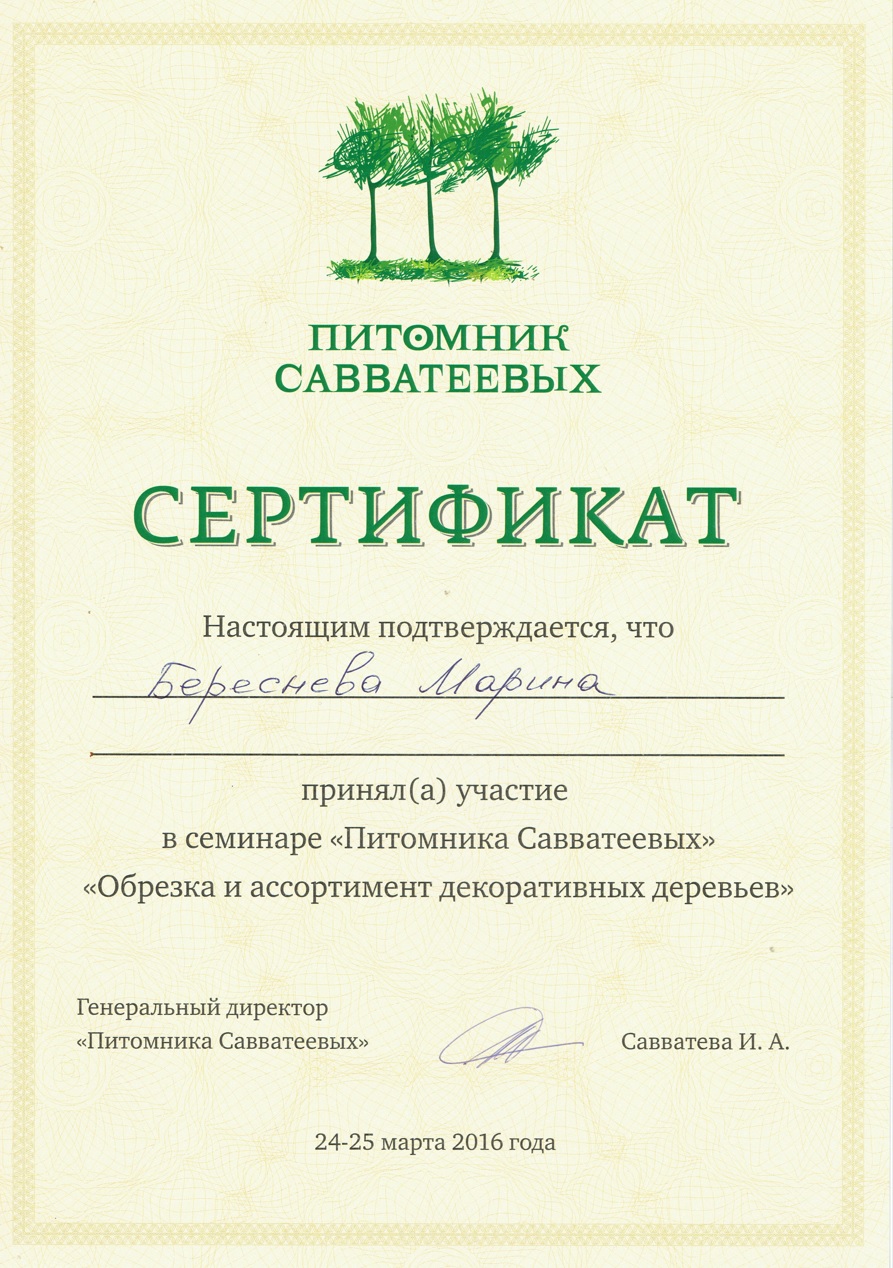 ПИТОМНИК
САВВАТЕЕВЫХ
СЕРТИФИКАТ
Настоящим подтверждается, что
Береснева Марина
принял(а) участие
в семинаре «Питомника Савватеевых»
«Обрезка и ассортимент декоративных деревьев»
Генеральный директор
«Питомника Савватеевых» Савватева И. А.
24-25 марта 2016 года